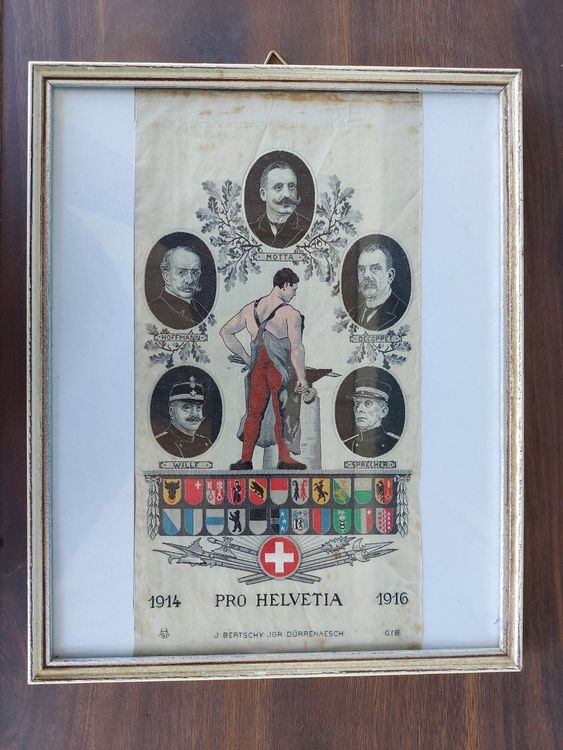 MOTTA
HOFFMANN
DECOPPET
WILLE
SPRECHER
1914 PRO HELVETIA 1916
J. BERTSCHY JGR. DÜRRENAESCH